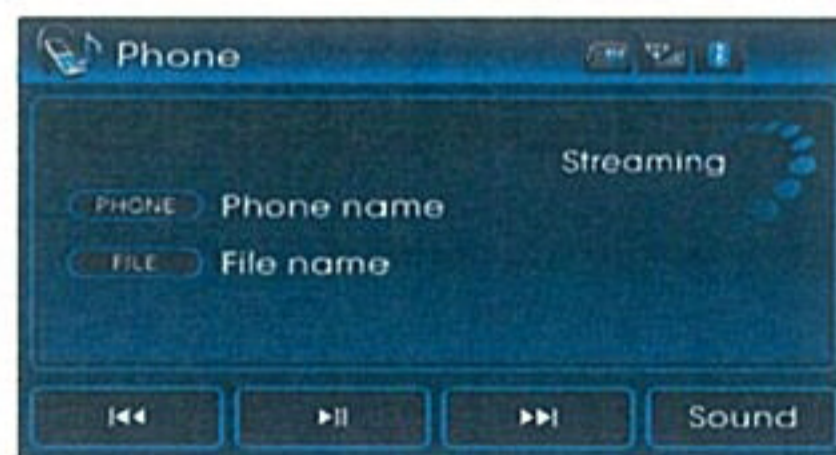 Phone
Streaming
PHONE Phone name
FILE File name
Sound